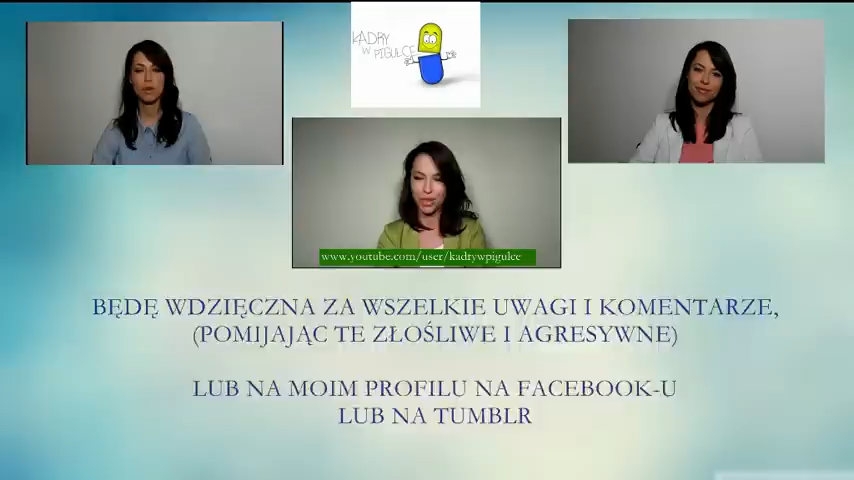 KADRY
W PIGUŁCE
www.youtube.com/user/kadrywpigulce
BĘDĘ WDZIĘCZNA ZA WSZELKIE UWAGI I KOMENTARZE,
(POMIJAJĄC TE ZŁOŚLIWE I AGRESYWNE)
LUB NA MOIM PROFILU NA FACEBOOK-U
LUB NA TUMBLR